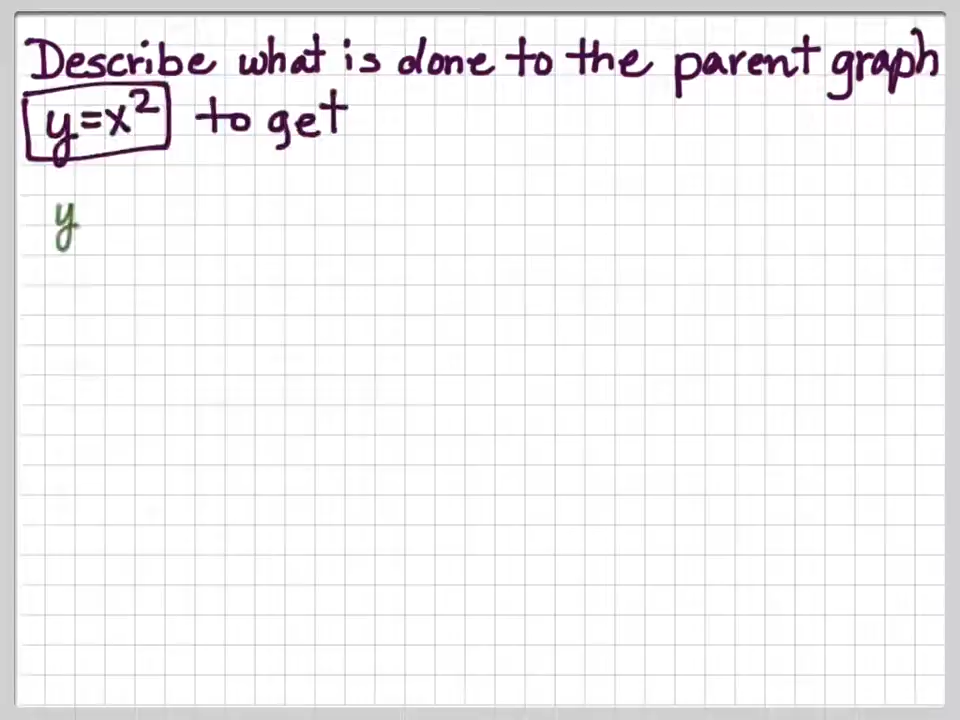 Describe what is done to the parent graph
y=x² to get
y